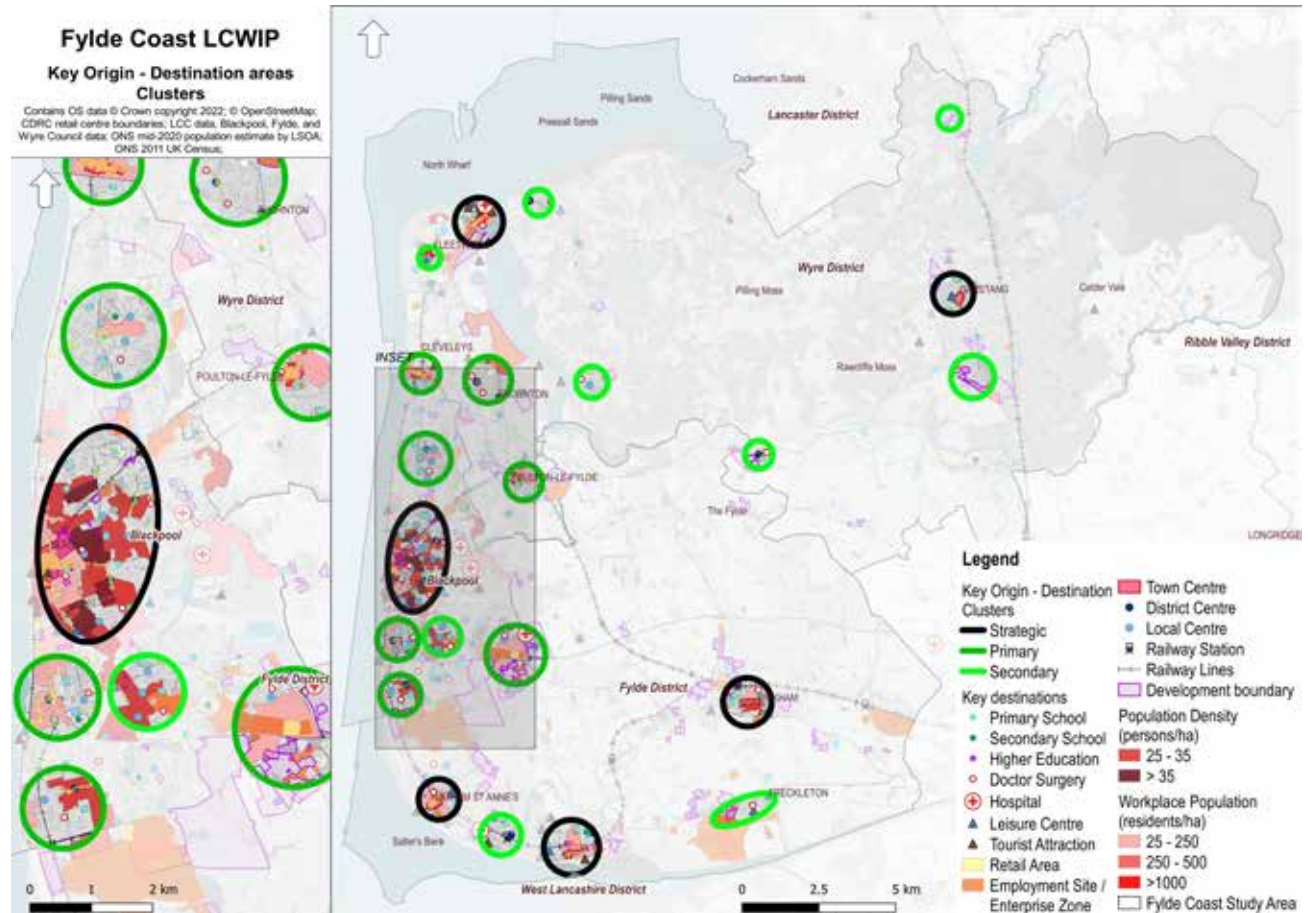 Fylde Coast LCWIP
Key Origin - Destination areas
Clusters
Contains OS data © Crown copyright 2022; © OpenStreetMap;
CDRC retail centre boundaries; LCC data, Blackpool, Fylde, and
Wyre Council data; ONS mid-2020 population estimate by LSOA;
ONS 2011 UK Census;
Wyre District
POULTON-LE-FYLDE
Blackpool
Fylde District
0 1 2 km
Cockerham Sands
Pilling Sands
Lancaster District
Preesall Sands
North Wharf
Wyre District
Pilling Moss
Calder Vale
Ribble Valley District
CLEVELEYS
INSET
Rawcliffe Moss
The Fylde
LONGRIDGE
Blackpool
Fylde District
FRECKLETON
ST ANNE'S
Salter's Bank
West Lancashire District
0 2.5 5 km
Legend
Key Origin - Destination
Clusters
Strategic
Primary
Secondary
Key destinations
Primary School
Secondary School
Higher Education
Doctor Surgery
Hospital
Leisure Centre
Tourist Attraction
Retail Area
Employment Site /
Enterprise Zone
Town Centre
District Centre
Local Centre
Railway Station
Railway Lines
Development boundary
Population Density
(persons/ha)
25 - 35
> 35
Workplace Population
(residents/ha)
25 - 250
250 - 500
>1000
Fylde Coast Study Area